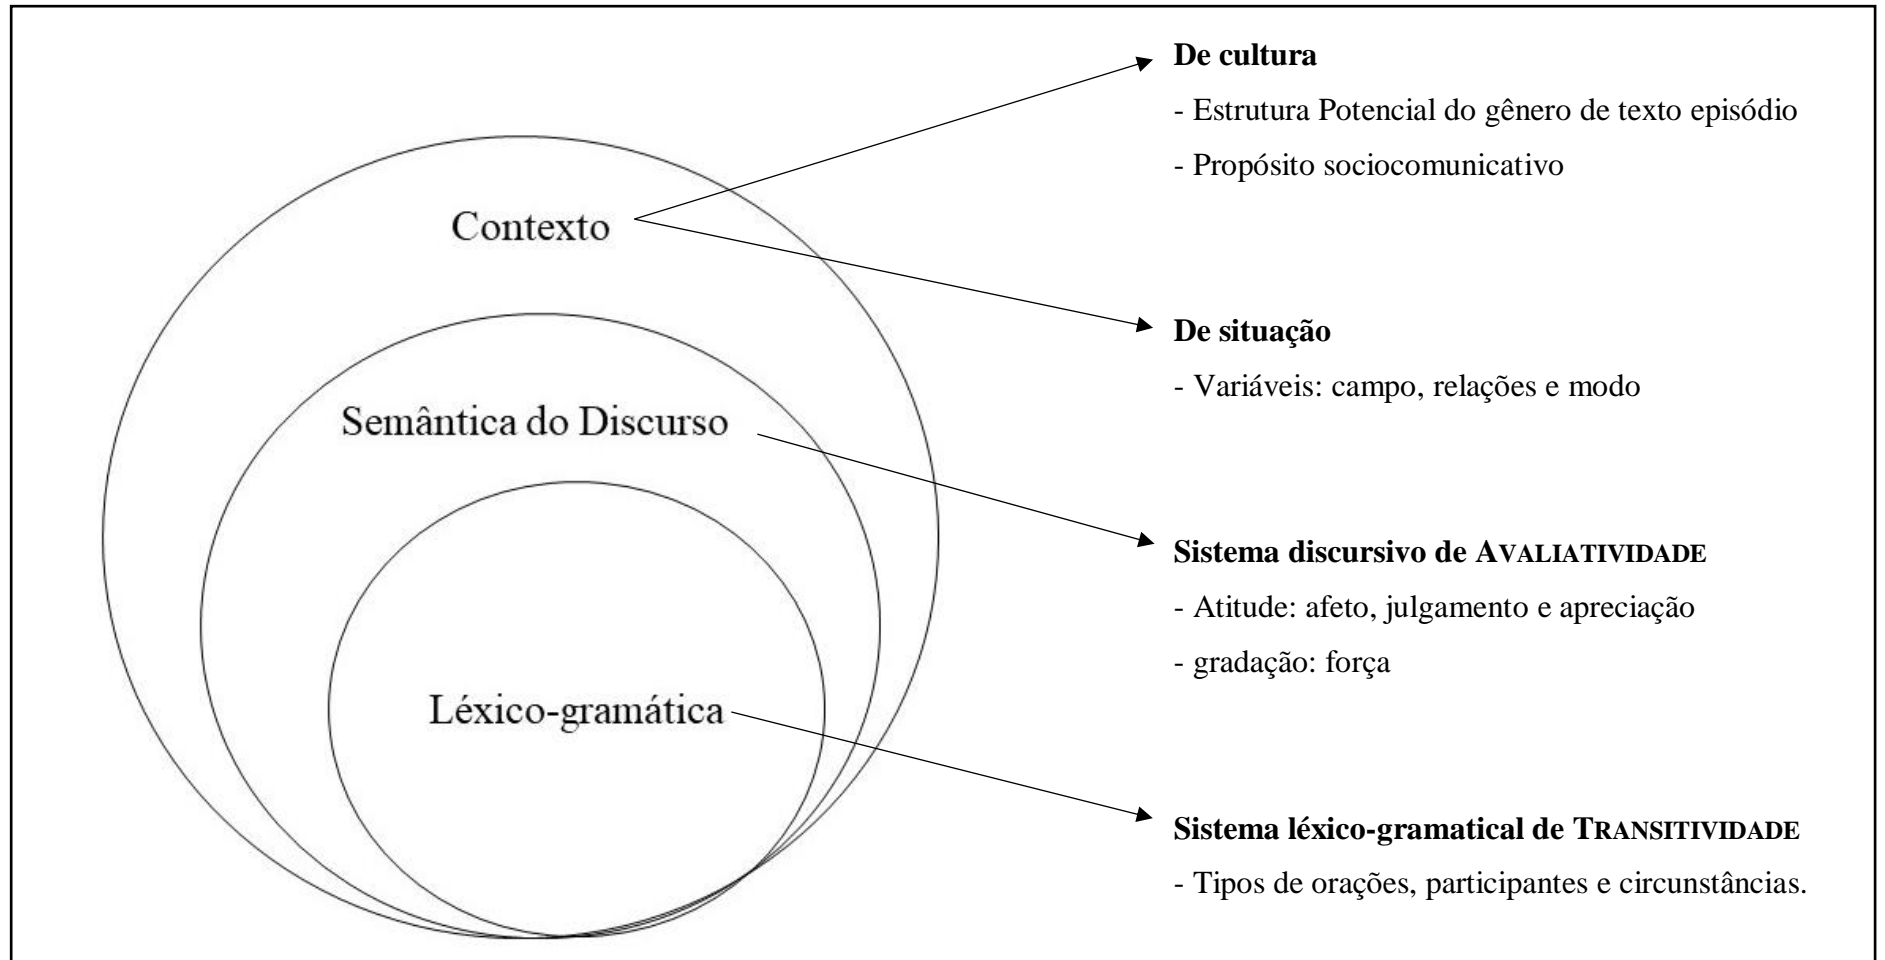 De cultura
- Estrutura Potencial do gênero de texto episódio
- Propósito sociocomunicativo
Contexto
De situação
- Variáveis: campo, relações e modo
Semântica do Discurso
Sistema discursivo de AVALIATIVIDADE
- Atitude: afeto, julgamento e apreciação
- gradação: força
Léxico-gramática
Sistema léxico-gramatical de TRANSITIVIDADE
- Tipos de orações, participantes e circunstâncias.